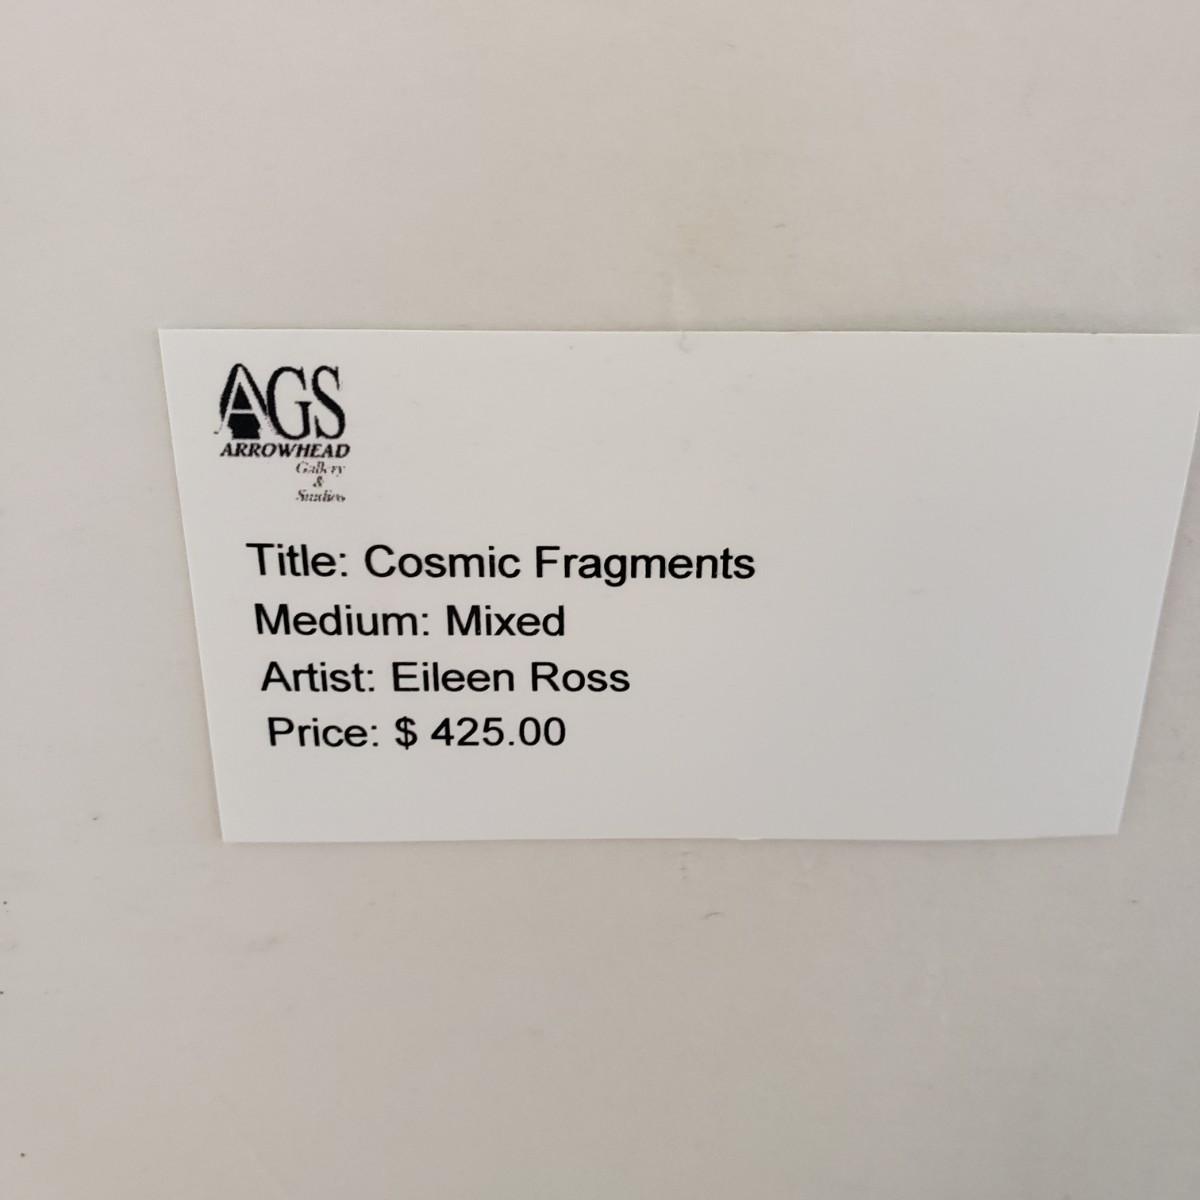 AGS
ARROWHEAD
Gallery
&
Studios
Title: Cosmic Fragments
Medium: Mixed
Artist: Eileen Ross
Price: $ 425.00